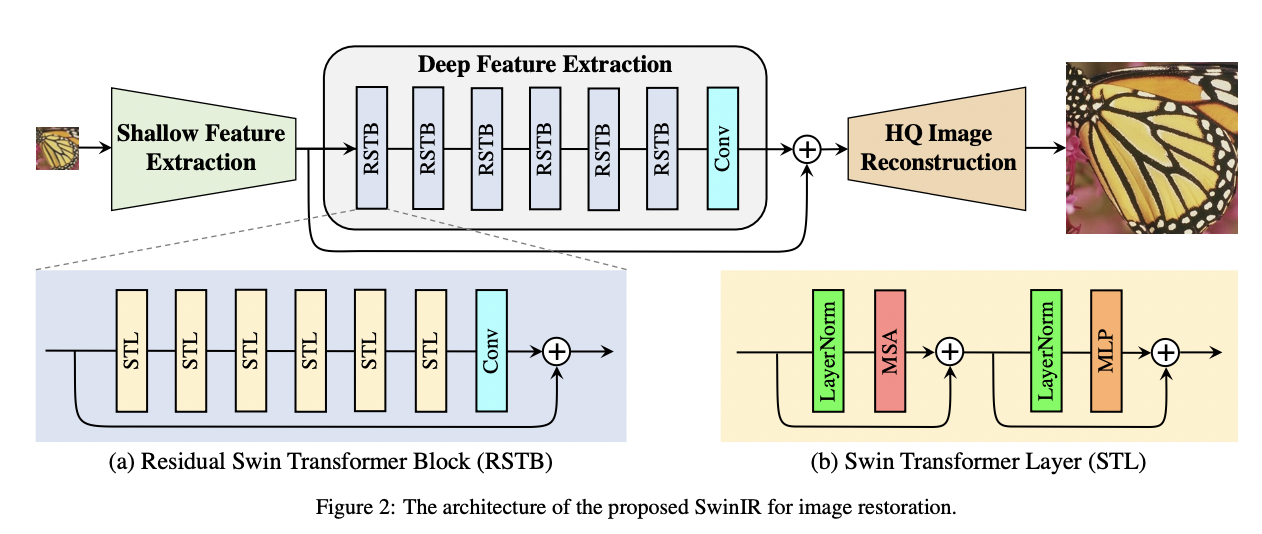 Deep Feature Extraction
Shallow Feature
Extraction
RSTB
RSTB
RSTB
RSTB
RSTB
RSTB
Conv
+
HQ Image
Reconstruction
STL
STL
STL
STL
STL
STL
Conv
+
LayerNorm
MSA
+
LayerNorm
MLP
+
(a) Residual Swin Transformer Block (RSTB)
(b) Swin Transformer Layer (STL)
Figure 2: The architecture of the proposed SwinIR for image restoration.